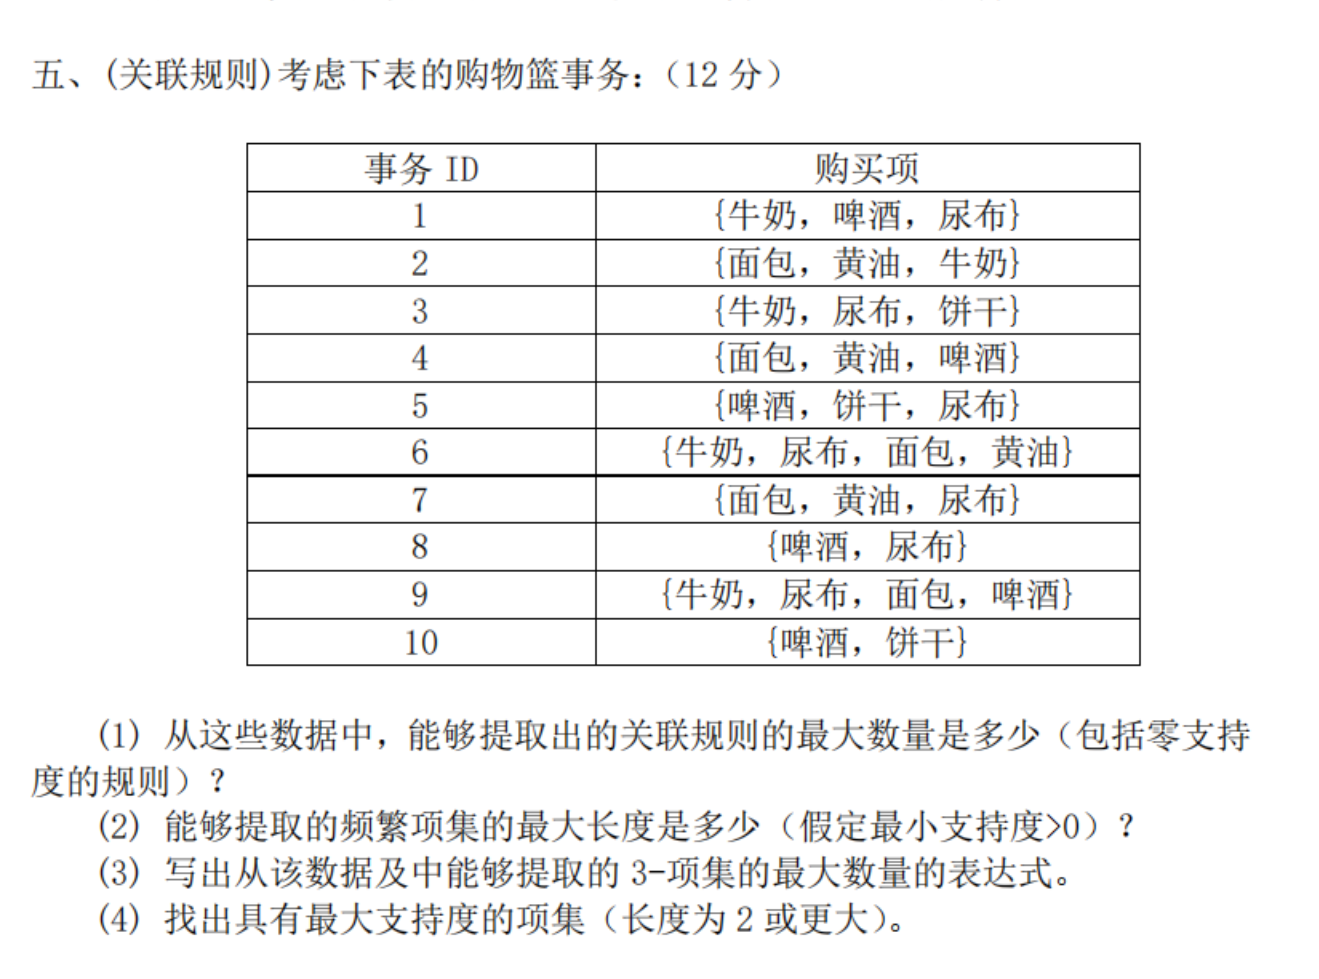 五、(关联规则)考虑下表的购物篮事务:（12 分）
事务 ID 购买项
1 {牛奶，啤酒，尿布}
2 {面包，黄油，牛奶}
3 {牛奶，尿布，饼干}
4 {面包，黄油，啤酒}
5 {啤酒，饼干，尿布}
6 {牛奶，尿布，面包，黄油}
7 {面包，黄油，尿布}
8 {啤酒，尿布}
9 {牛奶，尿布，面包，啤酒}
10 {啤酒，饼干}
(1) 从这些数据中，能够提取出的关联规则的最大数量是多少（包括零支持
度的规则）?
(2) 能够提取的频繁项集的最大长度是多少（假定最小支持度>0）?
(3) 写出从该数据及中能够提取的 3-项集的最大数量的表达式。
(4) 找出具有最大支持度的项集（长度为 2 或更大）。